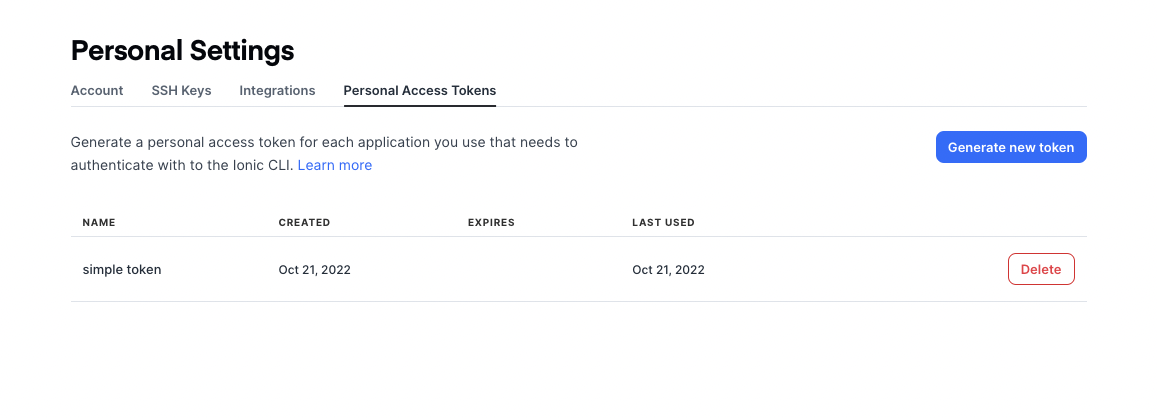 Personal Settings
Account SSH Keys Integrations Personal Access Tokens
Generate a personal access token for each application you use that needs to
authenticate with to the Ionic CLI. Learn more
Generate new token
NAME CREATED EXPIRES LAST USED
simple token Oct 21, 2022 Oct 21, 2022 Delete